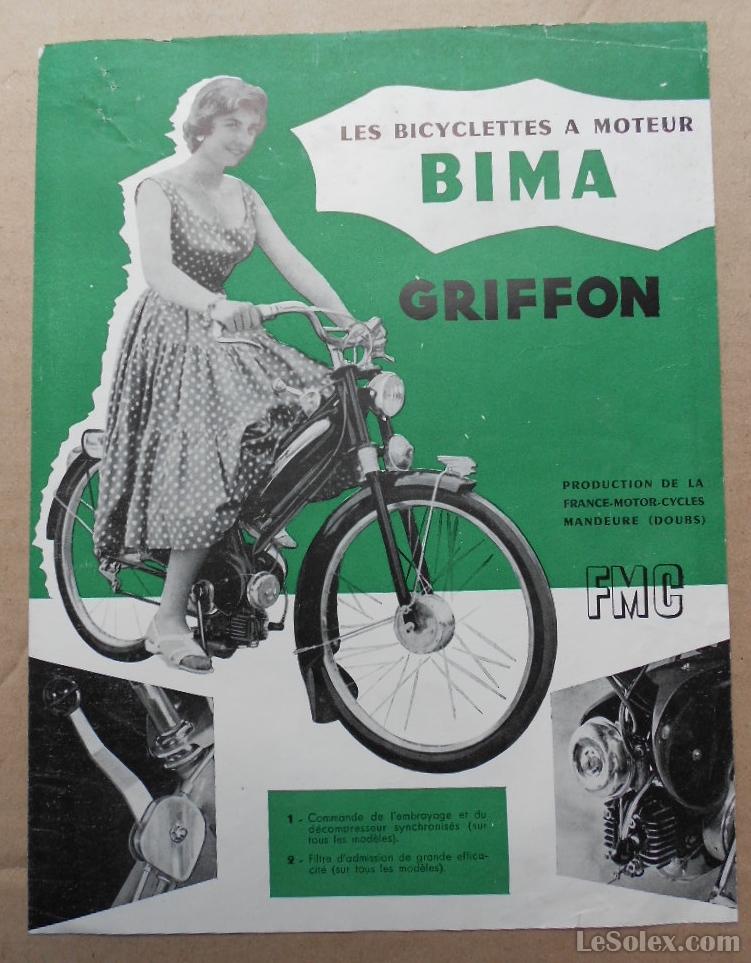 LES BICYCLETTES A MOTEUR
BIMA
GRIFFON
PRODUCTION DE LA
FRANCE-MOTOR-CYCLES
MANDEURE (DOUBS)
FMC
1 - Commande de l'embrayage et du
décompresseur synchronisés (sur
tous les modèles).
2 - Filtre d'admission de grande effica-
cité (sur tous les modèles).
LeSolex.com